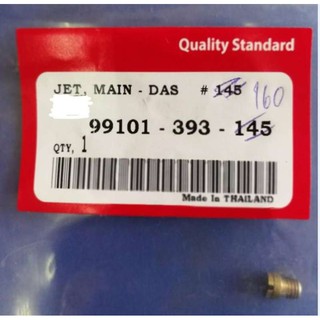 Quality Standard
JET, MAIN - DAS # 145 160
99101 - 393 - 145
QTY, 1
Made In THAILAND